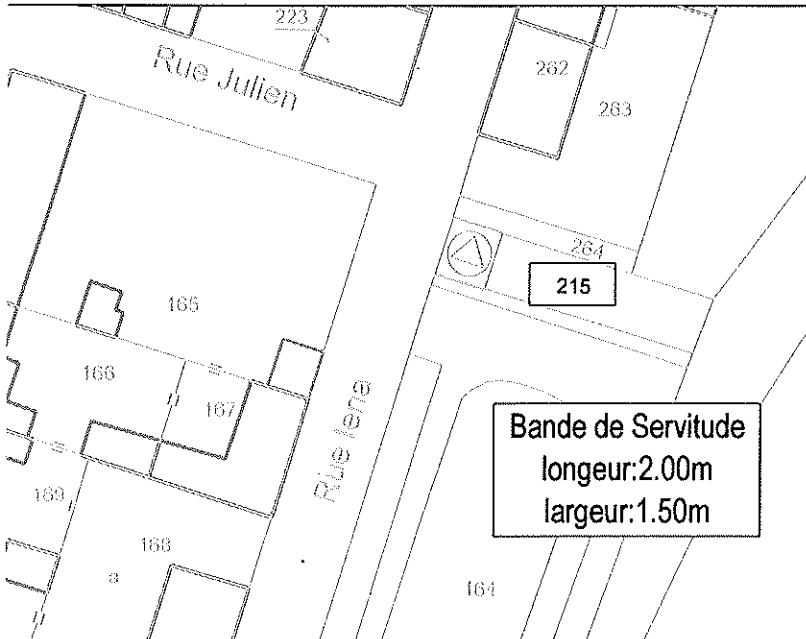 223
Rue Julien
262
263
264
215
165
166
167
Rue Iena
Bande de Servitude
longeur:2.00m
largeur:1.50m
169
168
a
164